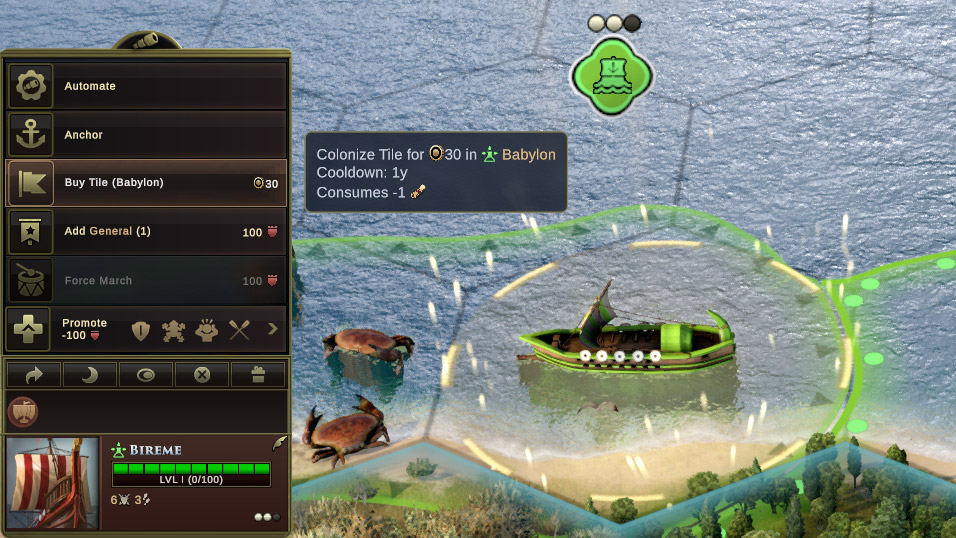 Automate
Anchor
Buy Tile (Babylon) 30
Add General (1) 100
Force March 100
Promote
-100
Colonize Tile for 30 in Babylon
Cooldown: 1y
Consumes -1
Bireme
LVL I (0/100)
6 3